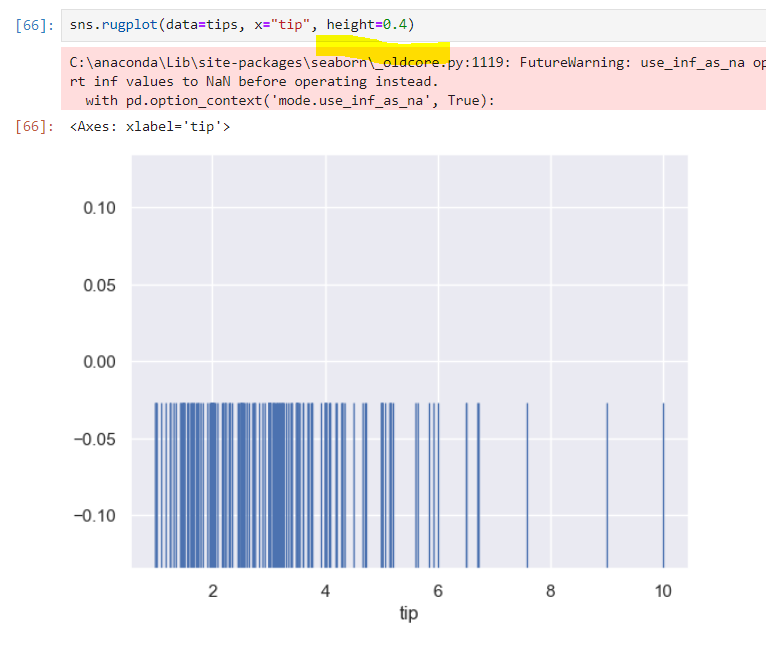 [66]: sns.rugplot(data=tips, x="tip", height=0.4)
C:\anaconda\Lib\site-packages\seaborn\_oldcore.py:1119: FutureWarning: use_inf_as_na op
rt inf values to NaN before operating instead.
with pd.option_context('mode.use_inf_as_na', True):
[66]: <Axes: xlabel='tip'>
0.10
0.05
0.00
−0.05
−0.10
2 4 6 8 10
tip